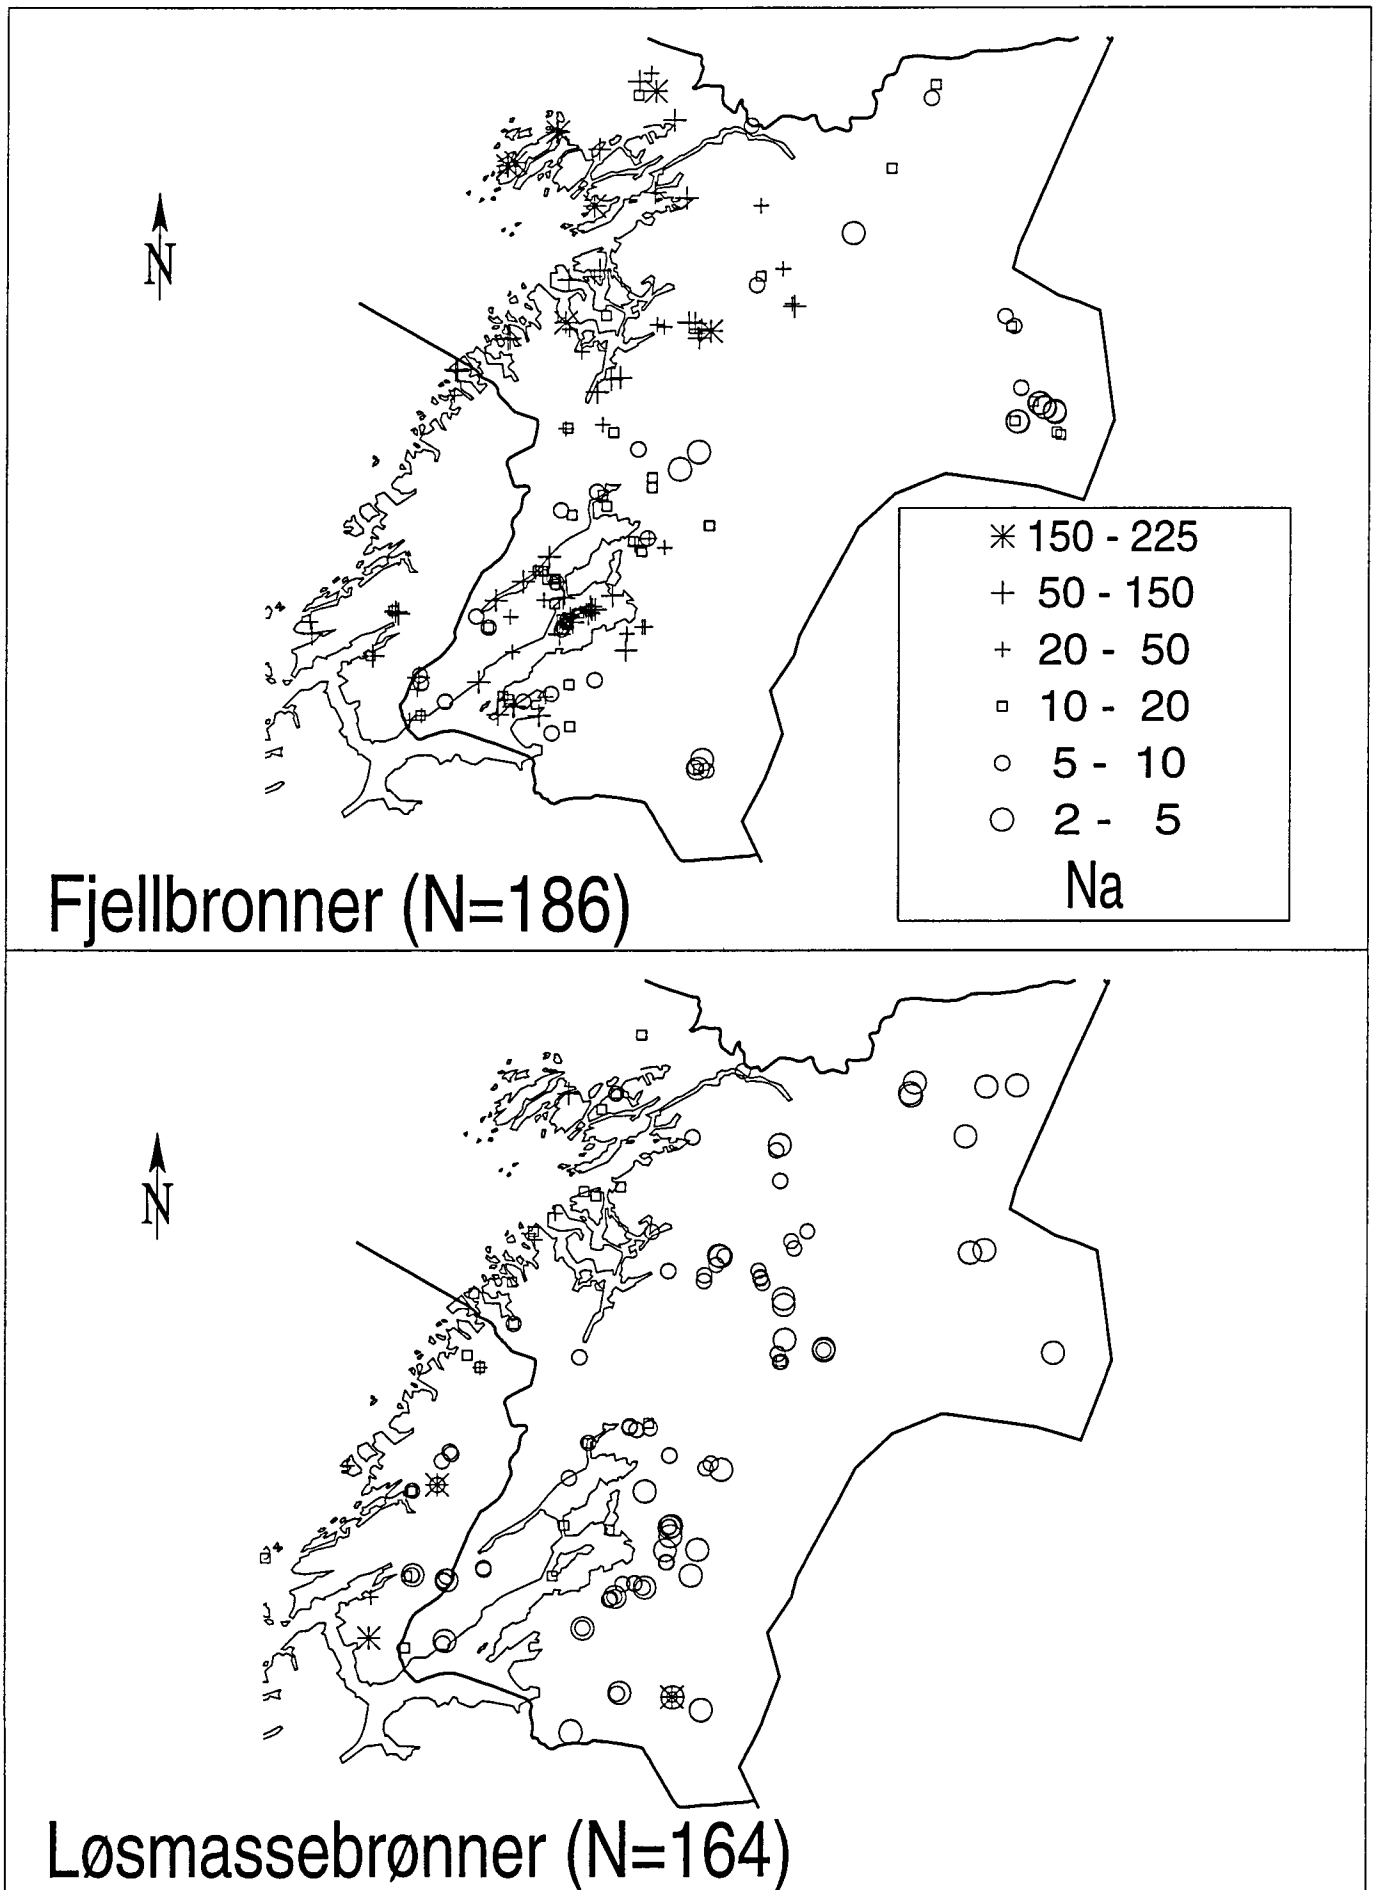 N
150 - 225
50 - 150
20 - 50
10 - 20
5 - 10
2 - 5
Na
Fjellbronner (N=186)
N
Løsmassebrønner (N=164)